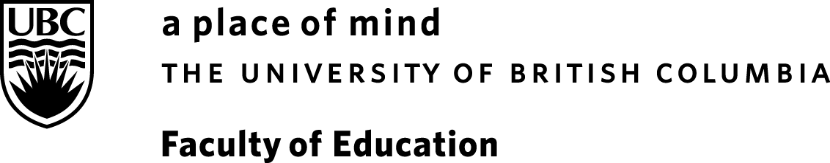 UBC
a place of mind
THE UNIVERSITY OF BRITISH COLUMBIA
Faculty of Education